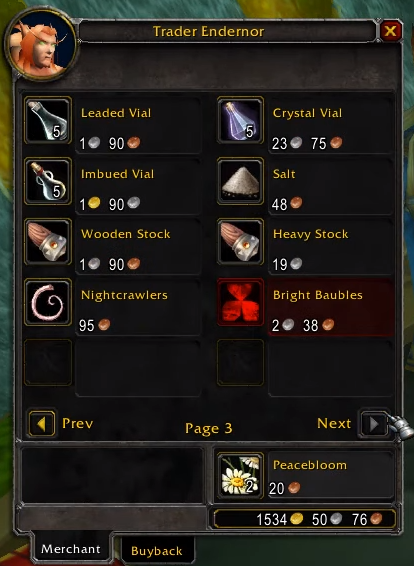 Trader Endernor
Leaded Vial
5
1 90
Crystal Vial
5
23 75
Imbued Vial
5
1 90
Salt
48
Wooden Stock
1 90
Heavy Stock
19
Nightcrawlers
95
Bright Baubles
2 38
Prev
Page 3
Next
Peacebloom
2
20
1534 50 76
Merchant
Buyback